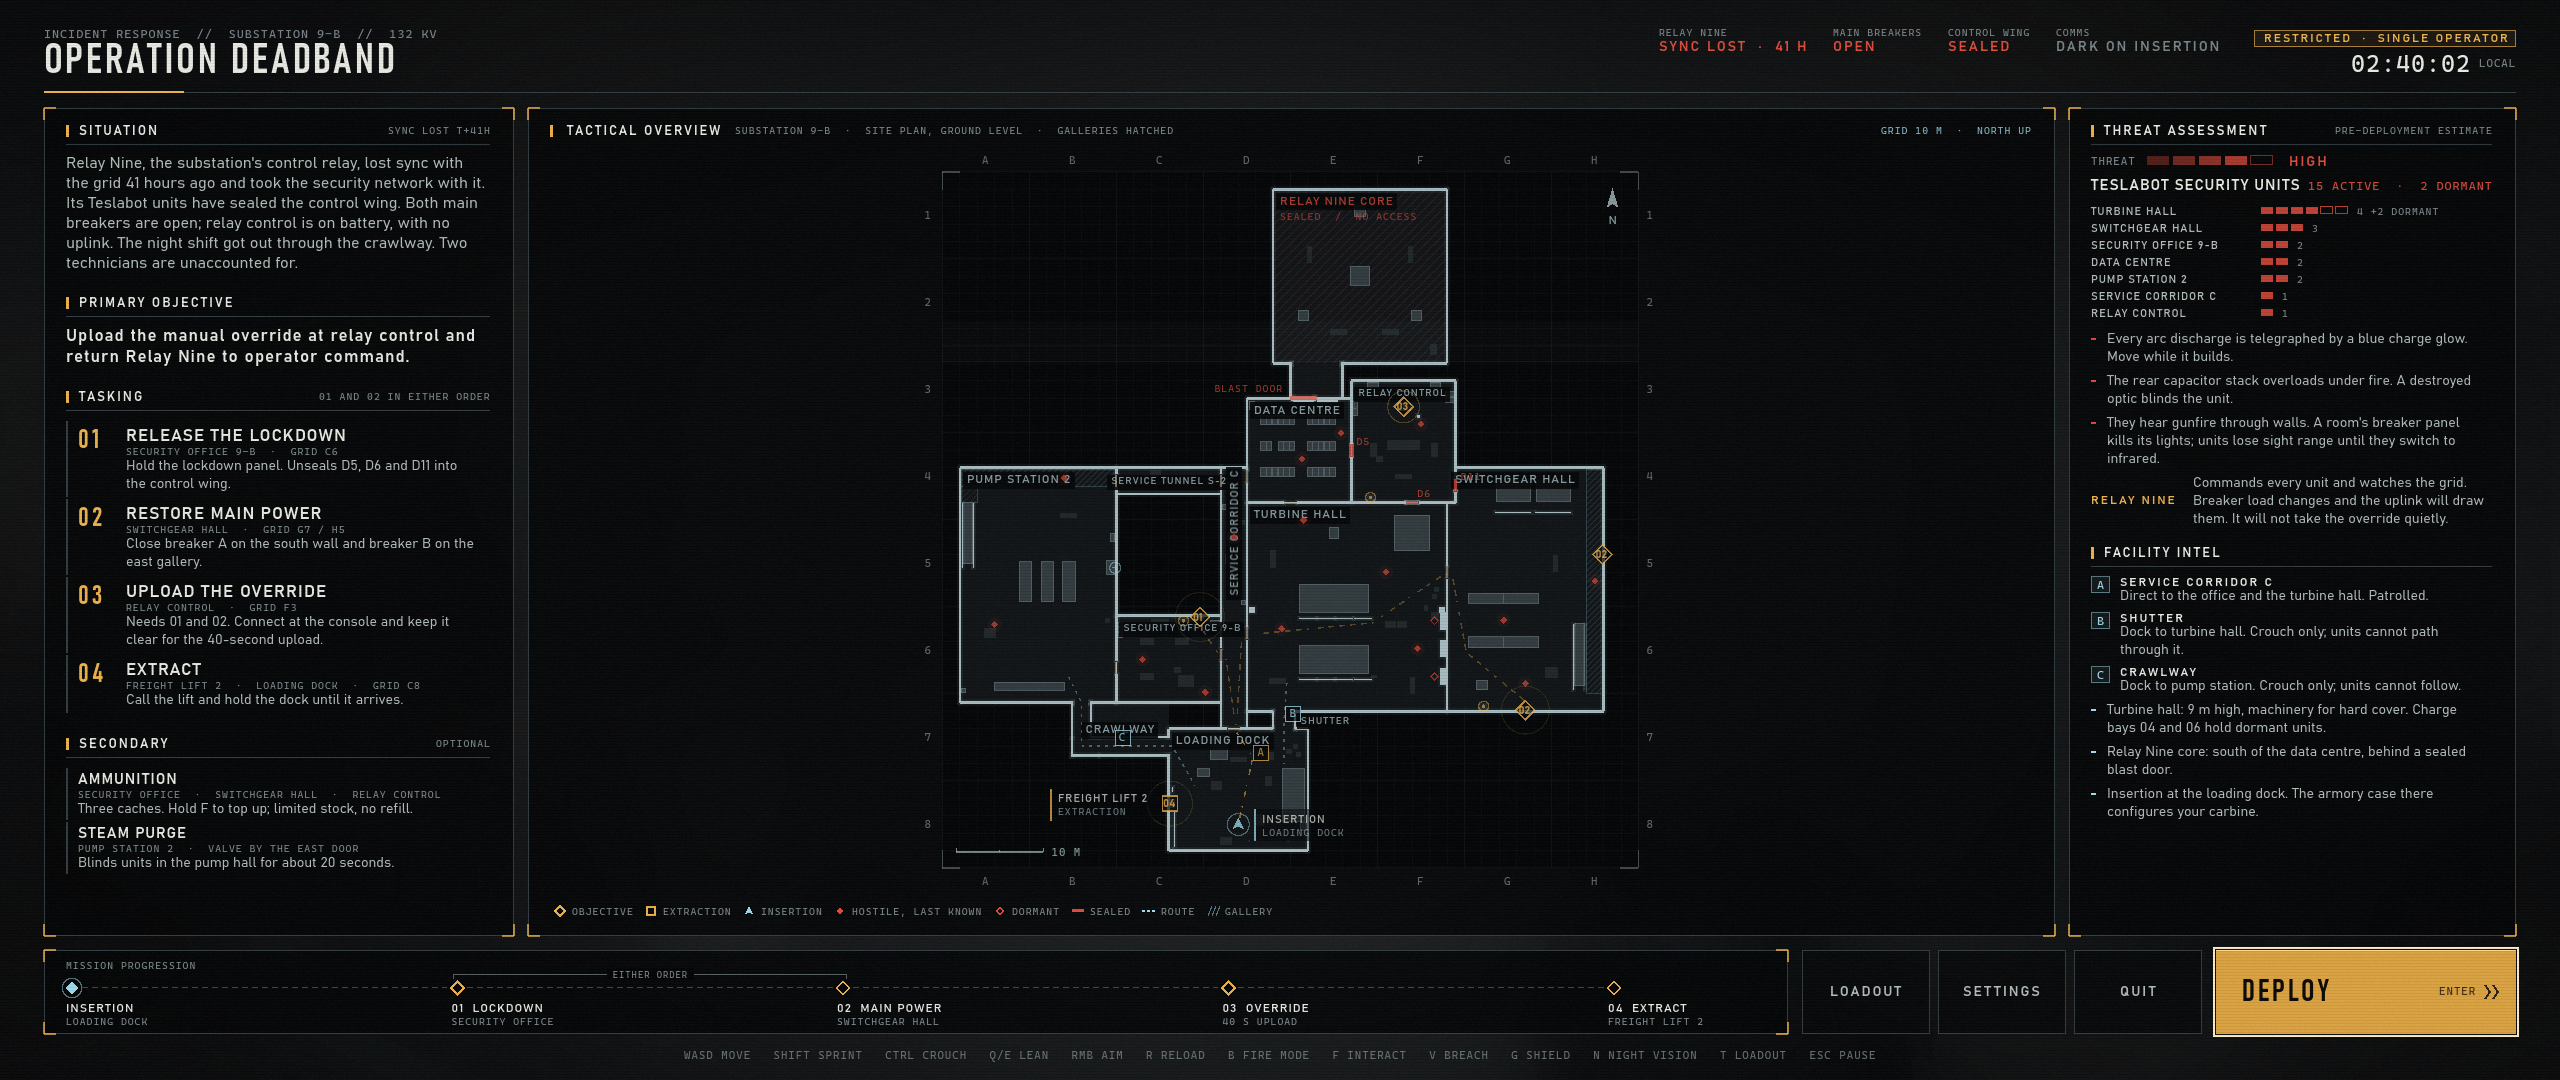 INCIDENT RESPONSE // SUBSTATION 9-B // 132 KV
OPERATION DEADBAND
RELAY NINE
SYNC LOST · 41 H
MAIN BREAKERS
OPEN
CONTROL WING
SEALED
COMMS
DARK ON INSERTION
RESTRICTED · SINGLE OPERATOR
02:40:02 LOCAL
SITUATION
SYNC LOST T+41H
Relay Nine, the substation's control relay, lost sync with
the grid 41 hours ago and took the security network with it.
Its Teslabot units have sealed the control wing. Both main
breakers are open; relay control is on battery, with no
uplink. The night shift got out through the crawlway. Two
technicians are unaccounted for.
PRIMARY OBJECTIVE
Upload the manual override at relay control and
return Relay Nine to operator command.
TASKING
01 AND 02 IN EITHER ORDER
01
RELEASE THE LOCKDOWN
SECURITY OFFICE 9-B · GRID C6
Hold the lockdown panel. Unseals D5, D6 and D11 into
the control wing.
02
RESTORE MAIN POWER
SWITCHGEAR HALL · GRID G7 / H5
Close breaker A on the south wall and breaker B on the
east gallery.
03
UPLOAD THE OVERRIDE
RELAY CONTROL · GRID F3
Needs 01 and 02. Connect at the console and keep it
clear for the 40-second upload.
04
EXTRACT
FREIGHT LIFT 2 · LOADING DOCK · GRID C8
Call the lift and hold the dock until it arrives.
SECONDARY
OPTIONAL
AMMUNITION
SECURITY OFFICE · SWITCHGEAR HALL · RELAY CONTROL
Three caches. Hold F to top up; limited stock, no refill.
STEAM PURGE
PUMP STATION 2 · VALVE BY THE EAST DOOR
Blinds units in the pump hall for about 20 seconds.
TACTICAL OVERVIEW
SUBSTATION 9-B · SITE PLAN, GROUND LEVEL · GALLERIES HATCHED
GRID 10 M · NORTH UP
A B C D E F G H
1 1
N
RELAY NINE CORE
SEALED / NO ACCESS
2 2
3 3
BLAST DOOR
RELAY CONTROL
03
DATA CENTRE
D5
4 4
PUMP STATION 2
SERVICE TUNNEL S-2
SERVICE CORRIDOR C
SWITCHGEAR HALL
D6
TURBINE HALL
5 5
02
01
SECURITY OFFICE 9-B
6 6
02
B
SHUTTER
CRAWLWAY
C
7 7
LOADING DOCK
A
FREIGHT LIFT 2
EXTRACTION
04
INSERTION
LOADING DOCK
8 8
10 M
A B C D E F G H
OBJECTIVE EXTRACTION INSERTION HOSTILE, LAST KNOWN DORMANT SEALED ROUTE GALLERY
THREAT ASSESSMENT
PRE-DEPLOYMENT ESTIMATE
THREAT HIGH
TESLABOT SECURITY UNITS 15 ACTIVE · 2 DORMANT
TURBINE HALL 4 +2 DORMANT
SWITCHGEAR HALL 3
SECURITY OFFICE 9-B 2
DATA CENTRE 2
PUMP STATION 2 2
SERVICE CORRIDOR C 1
RELAY CONTROL 1
Every arc discharge is telegraphed by a blue charge glow.
Move while it builds.
The rear capacitor stack overloads under fire. A destroyed
optic blinds the unit.
They hear gunfire through walls. A room's breaker panel
kills its lights; units lose sight range until they switch to
infrared.
RELAY NINE
Commands every unit and watches the grid.
Breaker load changes and the uplink will draw
them. It will not take the override quietly.
FACILITY INTEL
A
SERVICE CORRIDOR C
Direct to the office and the turbine hall. Patrolled.
B
SHUTTER
Dock to turbine hall. Crouch only; units cannot path
through it.
C
CRAWLWAY
Dock to pump station. Crouch only; units cannot follow.
Turbine hall: 9 m high, machinery for hard cover. Charge
bays 04 and 06 hold dormant units.
Relay Nine core: south of the data centre, behind a sealed
blast door.
Insertion at the loading dock. The armory case there
configures your carbine.
MISSION PROGRESSION
EITHER ORDER
INSERTION
LOADING DOCK
01 LOCKDOWN
SECURITY OFFICE
02 MAIN POWER
SWITCHGEAR HALL
03 OVERRIDE
40 S UPLOAD
04 EXTRACT
FREIGHT LIFT 2
LOADOUT
SETTINGS
QUIT
DEPLOY
ENTER
WASD MOVE SHIFT SPRINT CTRL CROUCH Q/E LEAN RMB AIM R RELOAD B FIRE MODE F INTERACT V BREACH G SHIELD N NIGHT VISION T LOADOUT ESC PAUSE